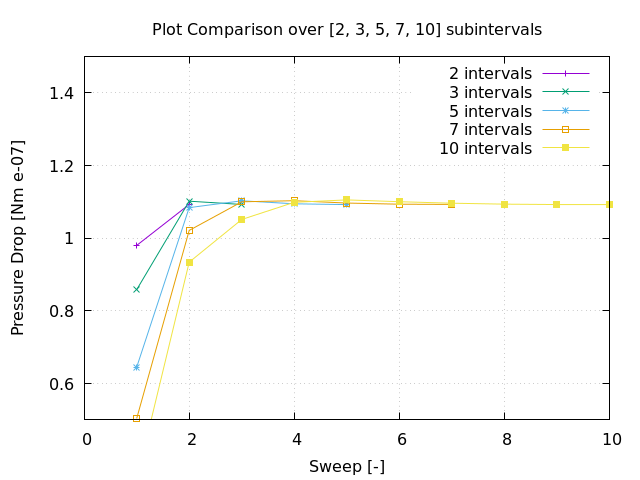 Plot Comparison over [2, 3, 5, 7, 10] subintervals
2 intervals
3 intervals
5 intervals
7 intervals
10 intervals
1.4
1.2
1
0.8
0.6
Pressure Drop [Nm e-07]
0 2 4 6 8 10
Sweep [-]